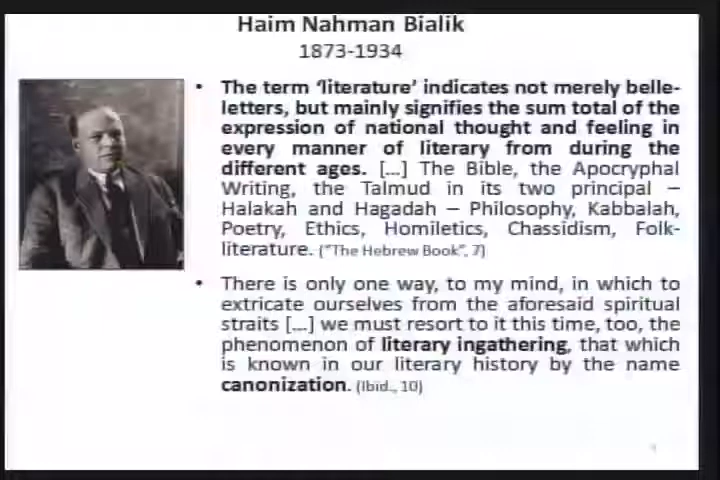 Haim Nahman Bialik
1873-1934
• The term ‘literature’ indicates not merely belle-
letters, but mainly signifies the sum total of the
expression of national thought and feeling in
every manner of literary from during the
different ages. [...] The Bible, the Apocryphal
Writing, the Talmud in its two principal –
Halakah and Hagadah – Philosophy, Kabbalah,
Poetry, Ethics, Homiletics, Chassidism, Folk-
literature. (“The Hebrew Book”, 7)
• There is only one way, to my mind, in which to
extricate ourselves from the aforesaid spiritual
straits [...] we must resort to it this time, too, the
phenomenon of literary ingathering, that which
is known in our literary history by the name
canonization. (Ibid., 10)